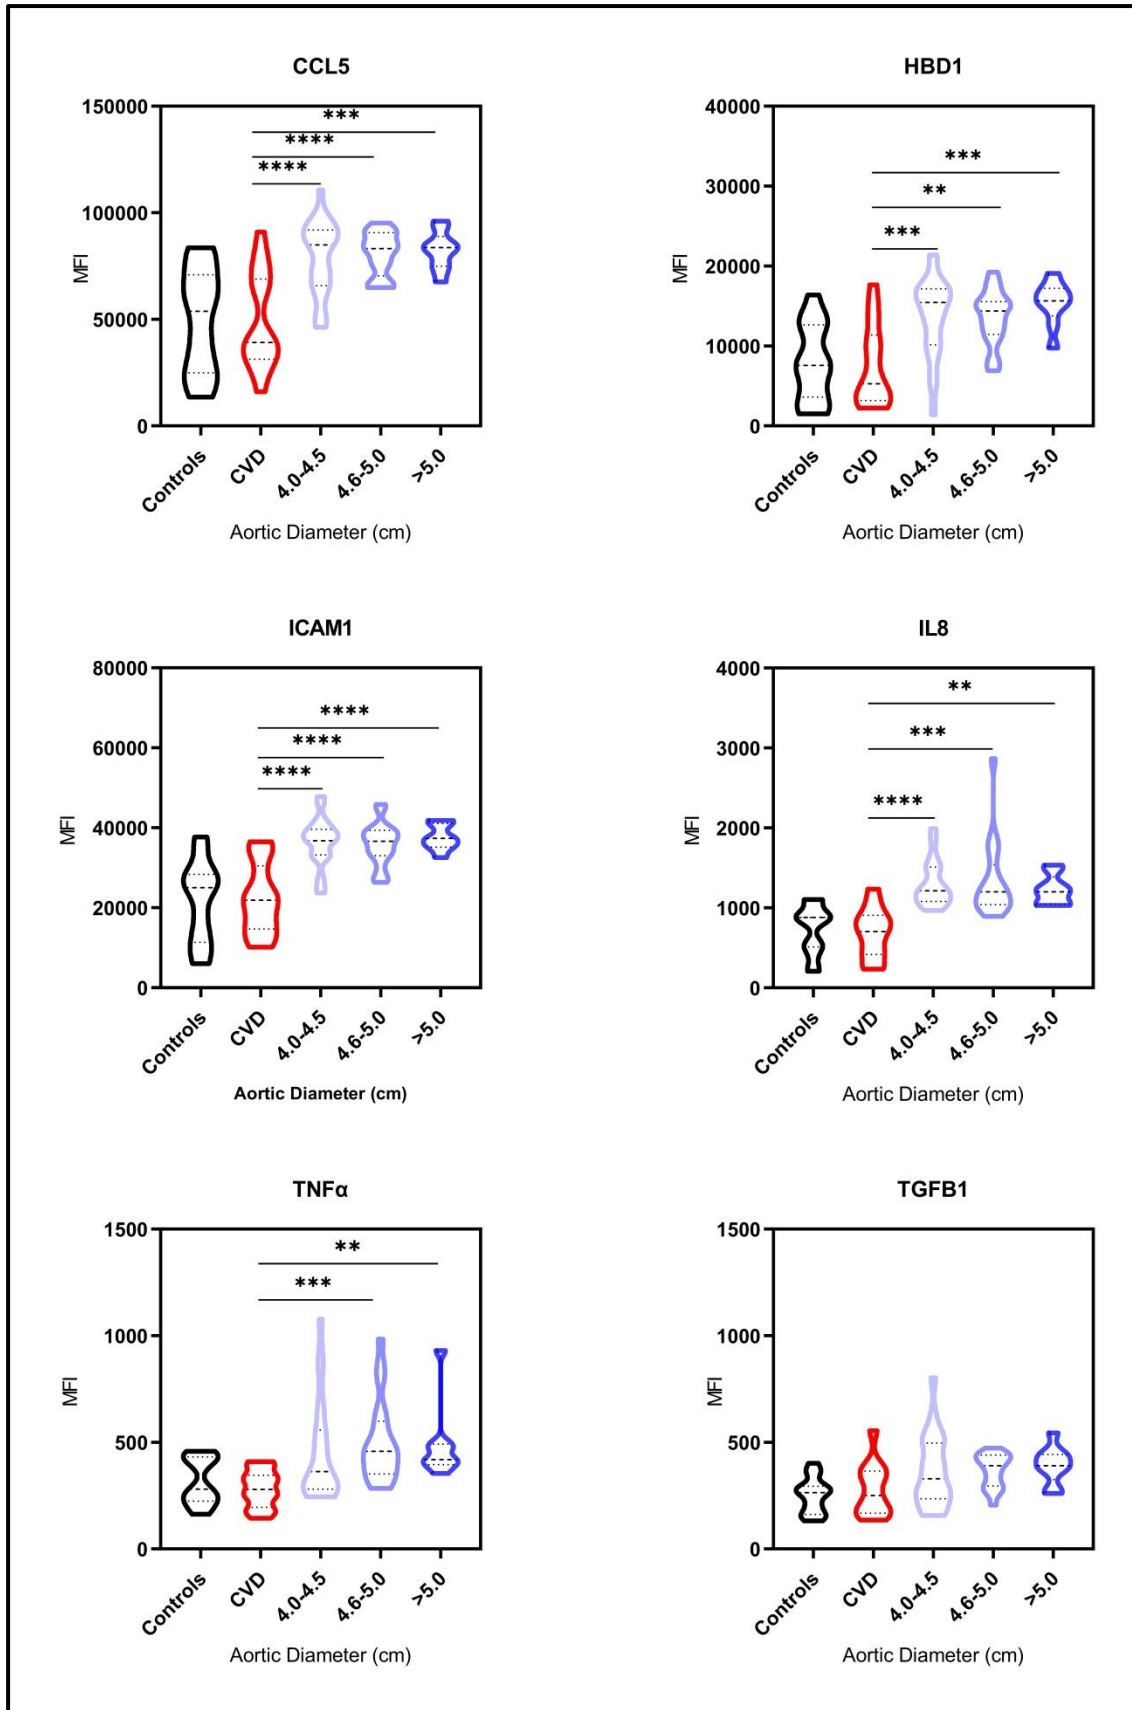 CCL5
150000
100000
50000
0
MFI
***
****
****
Controls
CVD
4.0-4.5
4.6-5.0
>5.0
Aortic Diameter (cm)
HBD1
40000
30000
20000
10000
0
MFI
***
**
***
Controls
CVD
4.0-4.5
4.6-5.0
>5.0
Aortic Diameter (cm)
ICAM1
80000
60000
40000
20000
0
MFI
****
****
****
Controls
CVD
4.0-4.5
4.6-5.0
>5.0
Aortic Diameter (cm)
IL8
4000
3000
2000
1000
0
MFI
**
***
****
Controls
CVD
4.0-4.5
4.6-5.0
>5.0
Aortic Diameter (cm)
TNFα
1500
1000
500
0
MFI
**
***
Controls
CVD
4.0-4.5
4.6-5.0
>5.0
Aortic Diameter (cm)
TGFB1
1500
1000
500
0
MFI
Controls
CVD
4.0-4.5
4.6-5.0
>5.0
Aortic Diameter (cm)